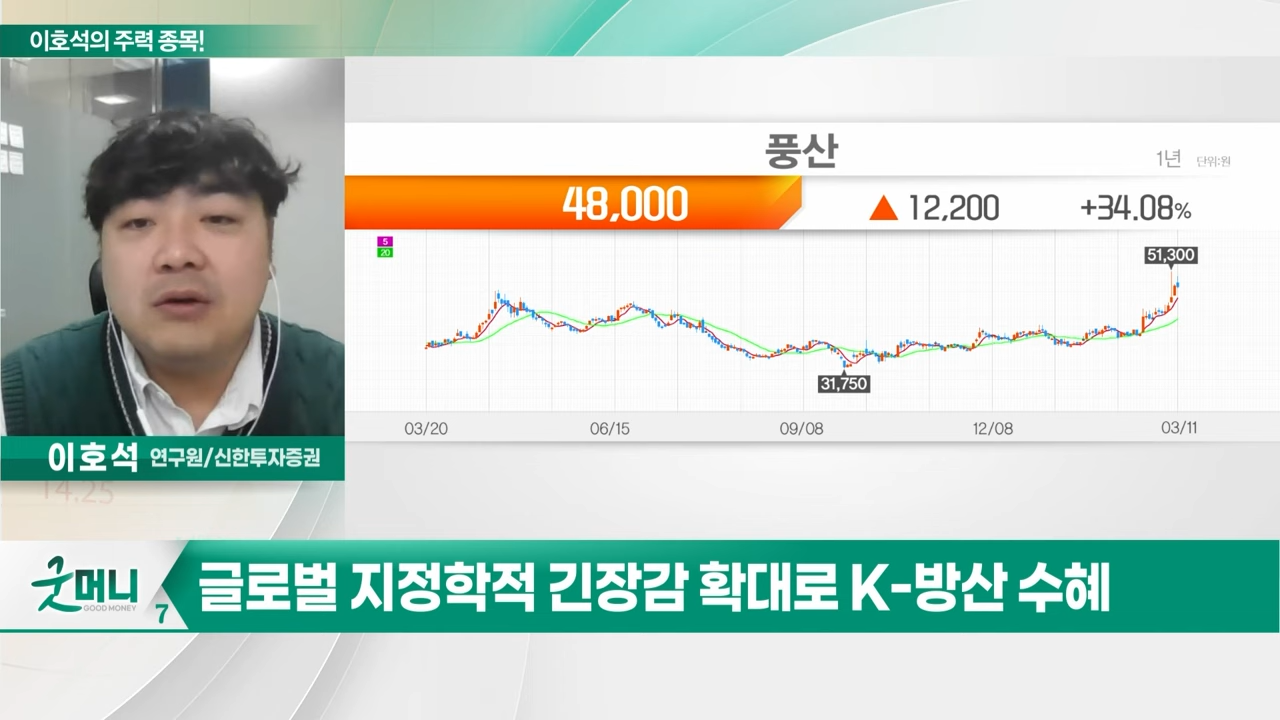 이호석의 주력 종목!
풍산
1년 단위:원
48,000 ▲ 12,200 +34.08%
5
20
51,300
31,750
03/20 06/15 09/08 12/08 03/11
이호석 연구원/신한투자증권
14.25
굿머니 GOOD MONEY 7
글로벌 지정학적 긴장감 확대로 K-방산 수혜